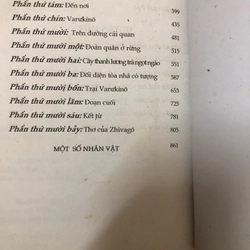 Phần thứ tám: Đến nơi 399
Phần thứ chín: Varưkinô 435
Phần thứ mười: Trên đường cái quan 481
Phần thứ mười một: Đoàn quân ở rừng 515
Phần thứ mười hai: Cây thanh lương trà ngọt ngào 551
Phần thứ mười ba: Đối diện tòa nhà có tượng 587
Phần thứ mười bốn: Trại Varưkinô 653
Phần thứ mười lăm: Đoạn cuối 725
Phần thứ mười sáu: Kết từ 781
Phần thứ mười bảy: Thơ của Zhivagô 805
MỘT SỐ NHÂN VẬT 861